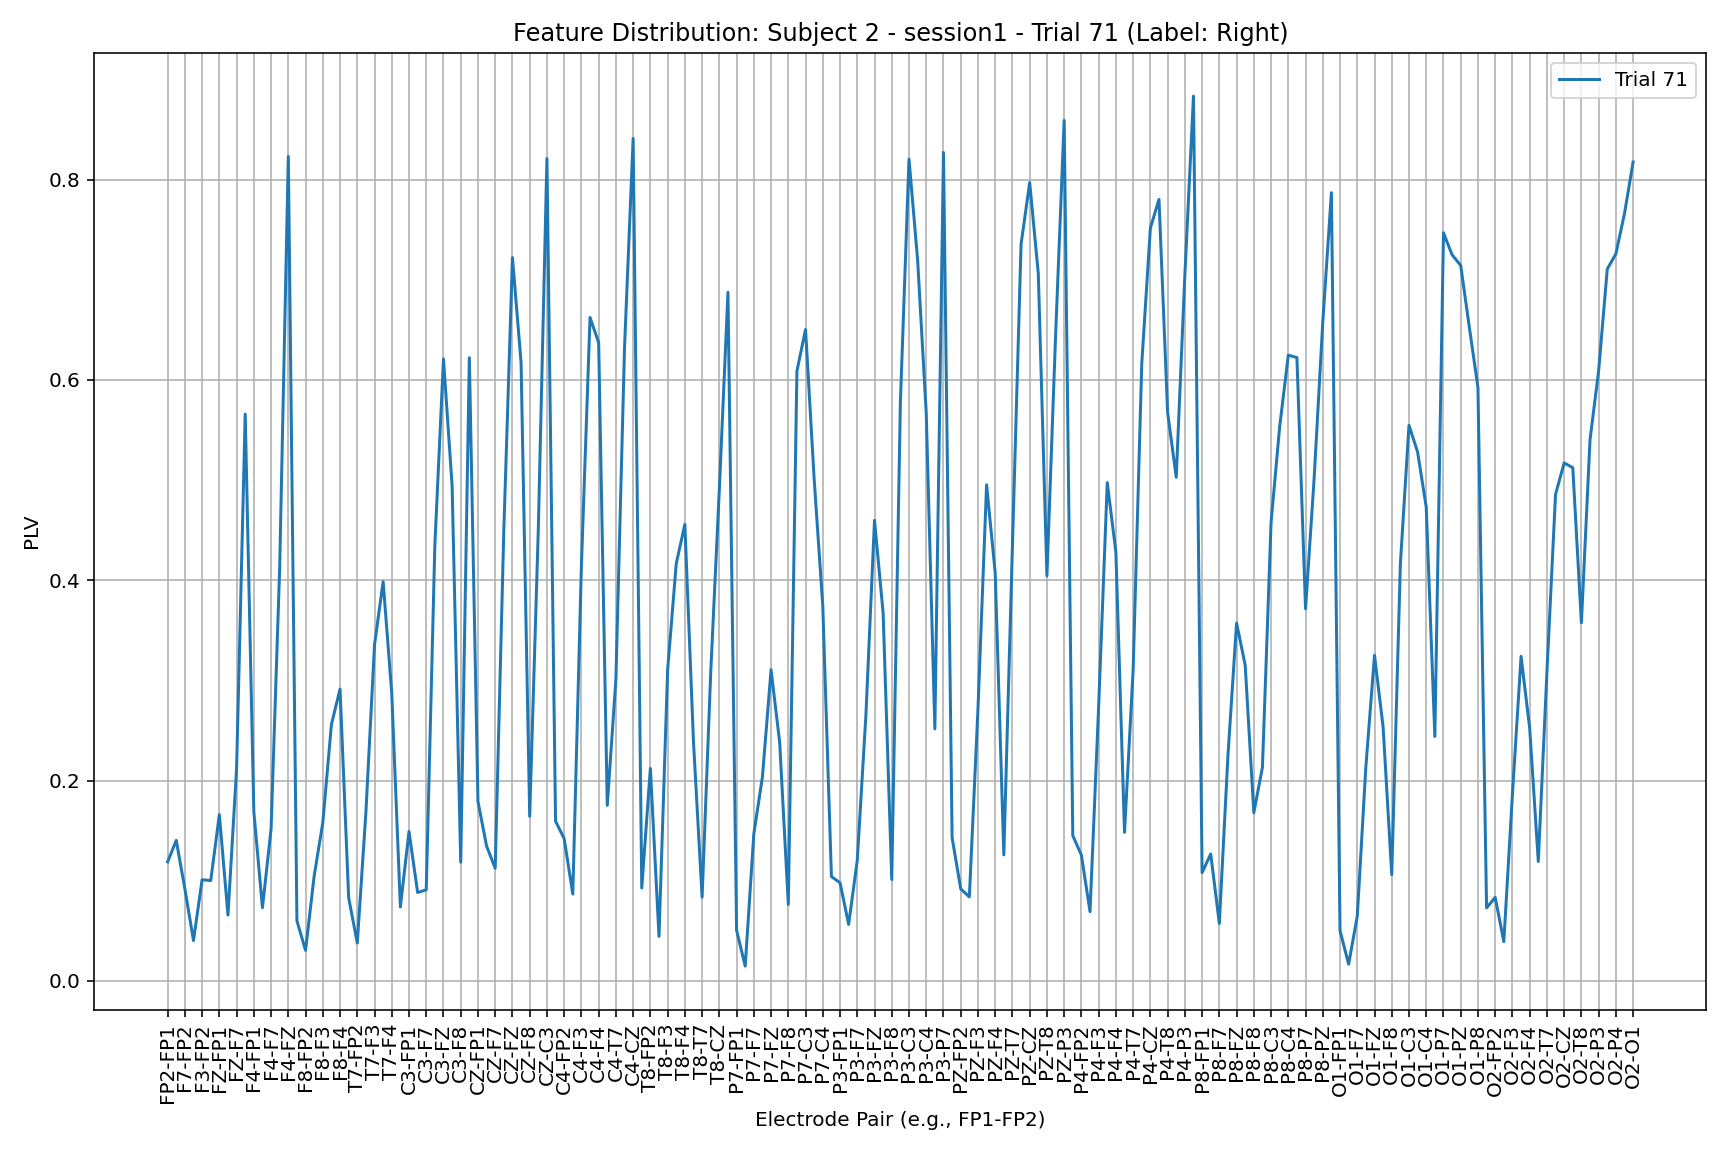 Feature Distribution: Subject 2 - session1 - Trial 71 (Label: Right)
Trial 71
PLV
0.8
0.6
0.4
0.2
0.0
FP2-FP1
F7-FP2
F3-FP2
FZ-FP1
FZ-F7
F4-FP1
F4-F7
F4-FZ
F8-FP2
F8-F3
F8-F4
T7-FP2
T7-F3
T7-F4
C3-FP1
C3-F7
C3-FZ
C3-F8
CZ-FP1
CZ-F7
CZ-FZ
CZ-F8
CZ-C3
C4-FP2
C4-F3
C4-F4
C4-T7
C4-CZ
T8-FP2
T8-F3
T8-F4
T8-T7
T8-CZ
P7-FP1
P7-F7
P7-FZ
P7-F8
P7-C3
P7-C4
P3-FP1
P3-F7
P3-FZ
P3-F8
P3-C3
P3-C4
P3-P7
PZ-FP2
PZ-F3
PZ-F4
PZ-T7
PZ-CZ
PZ-T8
PZ-P3
P4-FP2
P4-F3
P4-F4
P4-T7
P4-CZ
P4-T8
P4-P3
P8-FP1
P8-F7
P8-FZ
P8-F8
P8-C3
P8-C4
P8-P7
P8-PZ
O1-FP1
O1-F7
O1-FZ
O1-F8
O1-C3
O1-C4
O1-P7
O1-PZ
O1-P8
O2-FP2
O2-F3
O2-F4
O2-T7
O2-CZ
O2-T8
O2-P3
O2-P4
O2-O1
Electrode Pair (e.g., FP1-FP2)